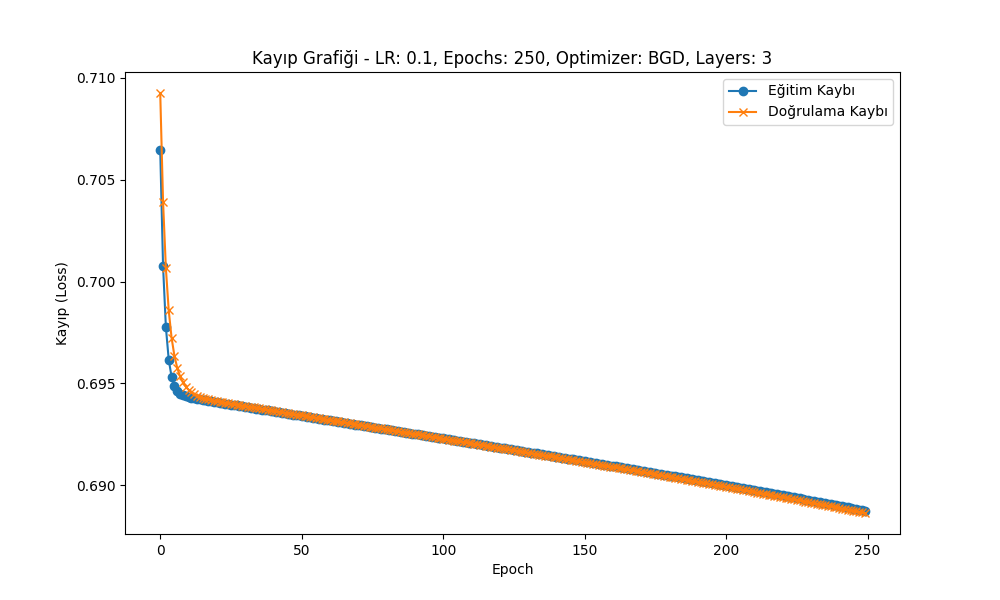 Kayıp Grafiği - LR: 0.1, Epochs: 250, Optimizer: BGD, Layers: 3
Eğitim Kaybı
Doğrulama Kaybı
Kayıp (Loss)
0.710
0.705
0.700
0.695
0.690
0 50 100 150 200 250
Epoch